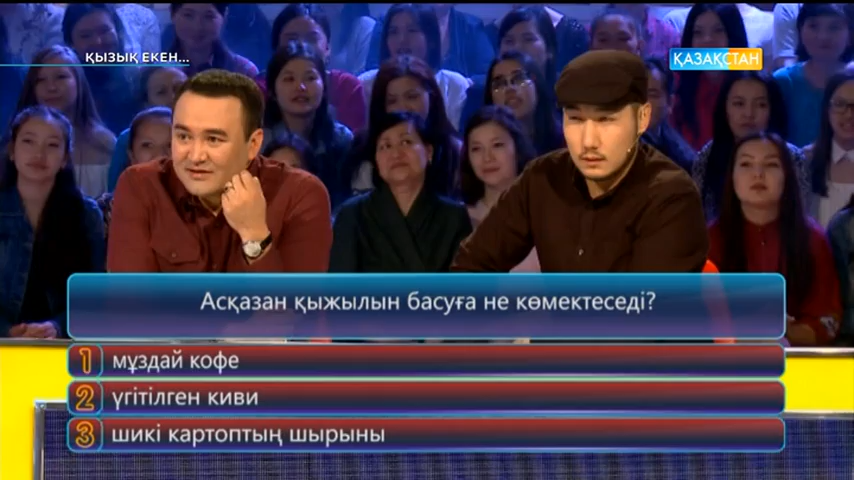 ҚЫЗЫҚ ЕКЕН...
ҚАЗАҚСТАН
Асқазан қыжылын басуға не көмектеседі?
1 мұздай кофе
2 үгітілген киви
3 шикі картоптың шырыны